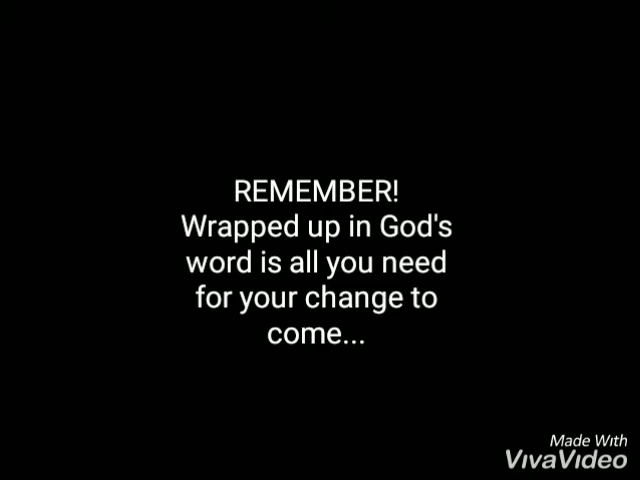 REMEMBER!
Wrapped up in God's
word is all you need
for your change to
come...
Made With
VivaVideo